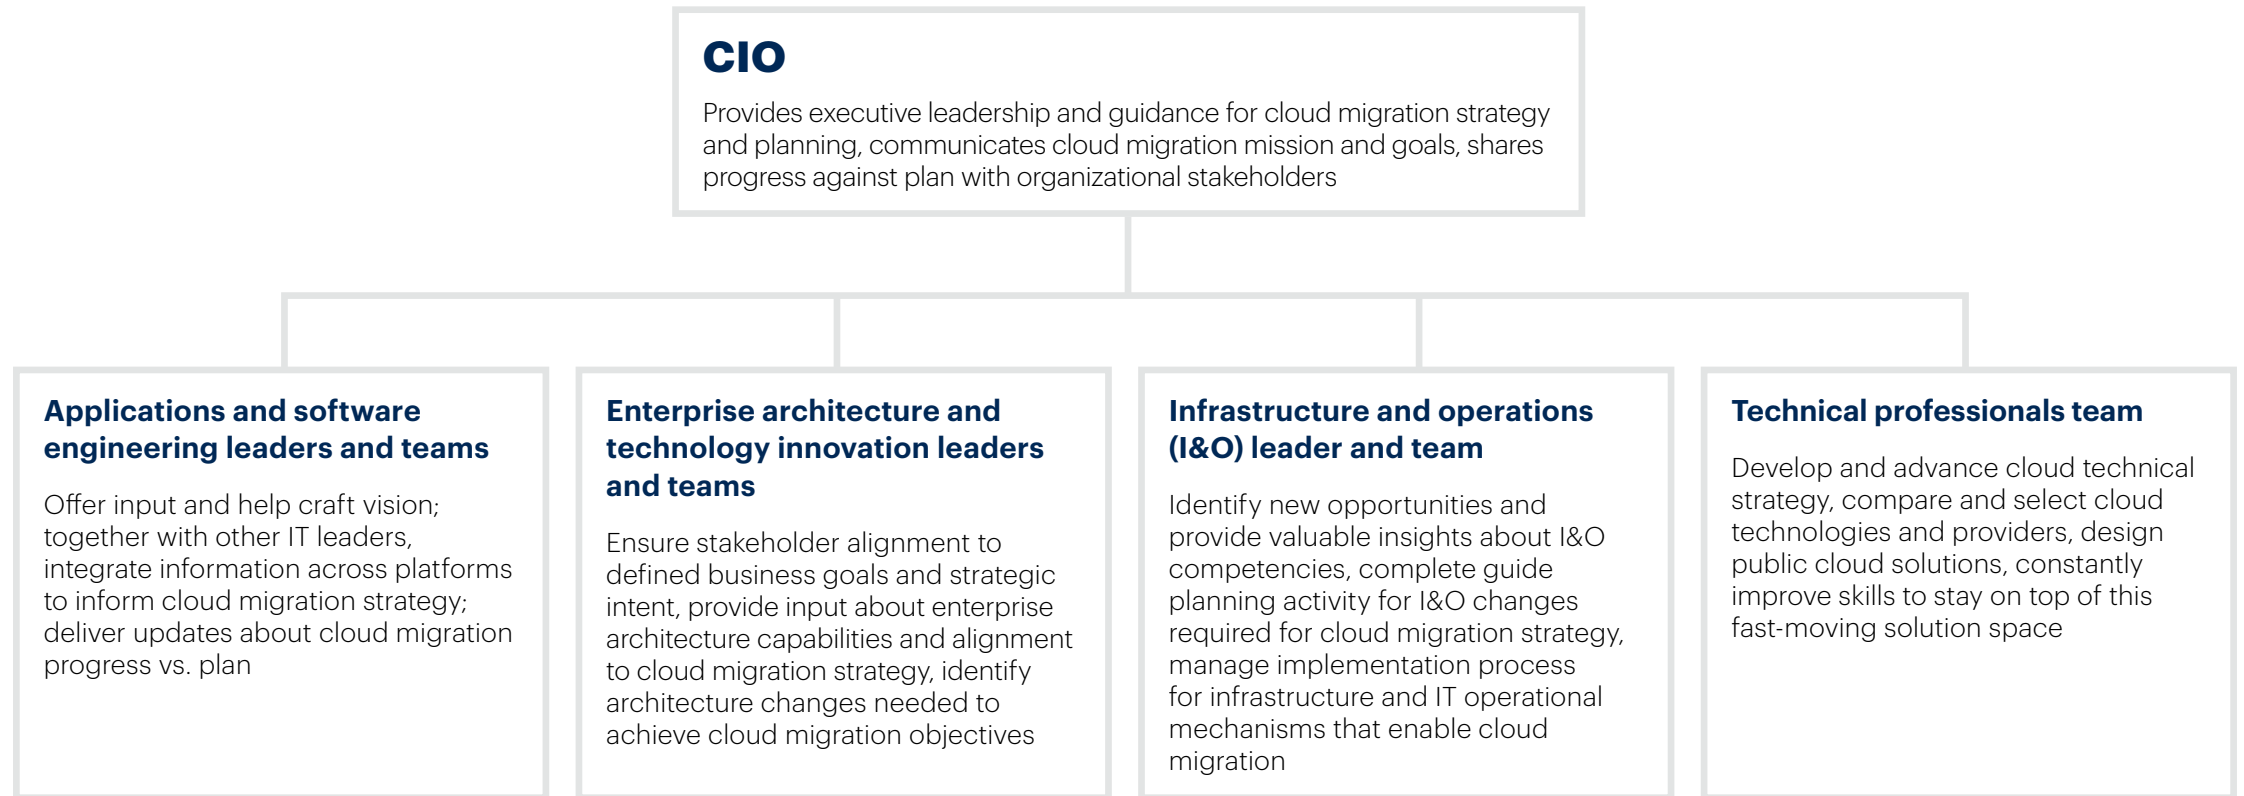 CIO
Provides executive leadership and guidance for cloud migration strategy
and planning, communicates cloud migration mission and goals, shares
progress against plan with organizational stakeholders
Applications and software
engineering leaders and teams
Offer input and help craft vision;
together with other IT leaders,
integrate information across platforms
to inform cloud migration strategy;
deliver updates about cloud migration
progress vs. plan
Enterprise architecture and
technology innovation leaders
and teams
Ensure stakeholder alignment to
defined business goals and strategic
intent, provide input about enterprise
architecture capabilities and alignment
to cloud migration strategy, identify
architecture changes needed to
achieve cloud migration objectives
Infrastructure and operations
(I&O) leader and team
Identify new opportunities and
provide valuable insights about I&O
competencies, complete guide
planning activity for I&O changes
required for cloud migration strategy,
manage implementation process
for infrastructure and IT operational
mechanisms that enable cloud
migration
Technical professionals team
Develop and advance cloud technical
strategy, compare and select cloud
technologies and providers, design
public cloud solutions, constantly
improve skills to stay on top of this
fast-moving solution space